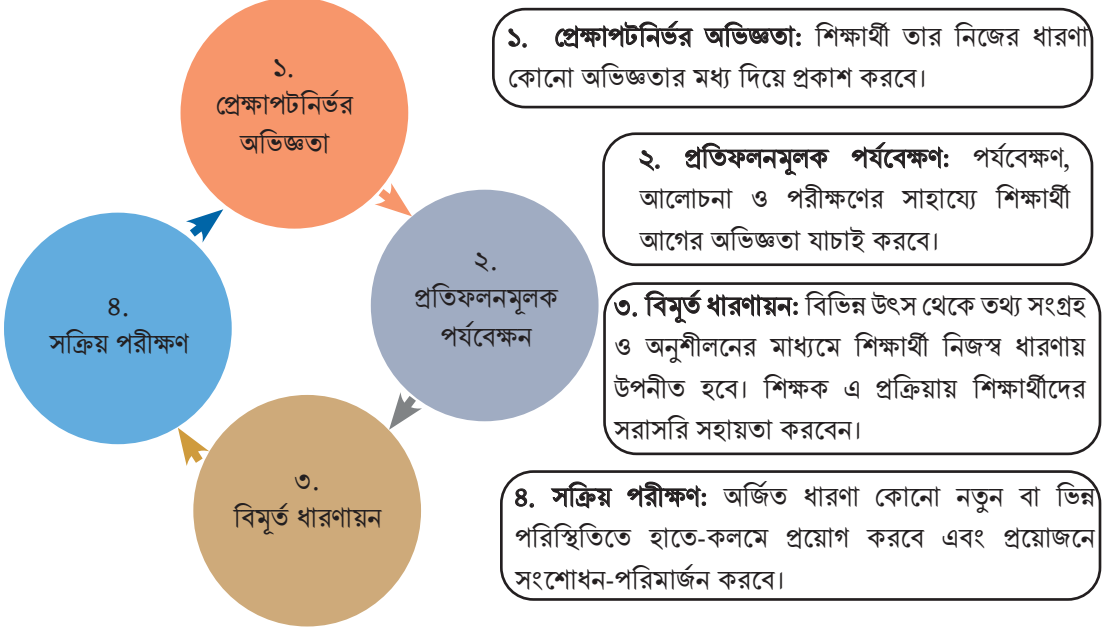 ১.
প্রেক্ষাপটনির্ভর
অভিজ্ঞতা
২.
প্রতিফলনমূলক
পর্যবেক্ষন
৩.
বিমূর্ত ধারণায়ন
৪.
সক্রিয় পরীক্ষণ
১. প্রেক্ষাপটনির্ভর অভিজ্ঞতা: শিক্ষার্থী তার নিজের ধারণা
কোনো অভিজ্ঞতার মধ্য দিয়ে প্রকাশ করবে।
২. প্রতিফলনমূলক পর্যবেক্ষণ: পর্যবেক্ষণ,
আলোচনা ও পরীক্ষণের সাহায্যে শিক্ষার্থী
আগের অভিজ্ঞতা যাচাই করবে।
৩. বিমূর্ত ধারণায়ন: বিভিন্ন উৎস থেকে তথ্য সংগ্রহ
ও অনুশীলনের মাধ্যমে শিক্ষার্থী নিজস্ব ধারণায়
উপনীত হবে। শিক্ষক এ প্রক্রিয়ায় শিক্ষার্থীদের
সরাসরি সহায়তা করবেন।
৪. সক্রিয় পরীক্ষণ: অর্জিত ধারণা কোনো নতুন বা ভিন্ন
পরিস্থিতিতে হাতে-কলমে প্রয়োগ করবে এবং প্রয়োজনে
সংশোধন-পরিমার্জন করবে।